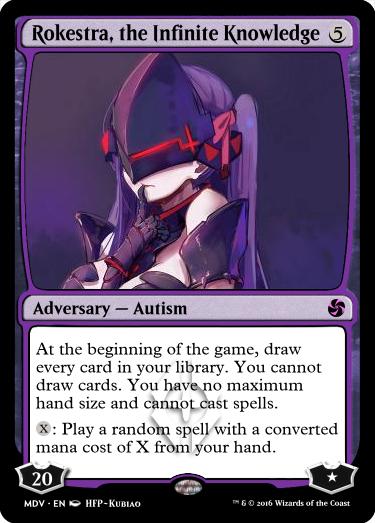 Rokestra, the Infinite Knowledge 5
Adversary — Autism
At the beginning of the game, draw
every card in your library. You cannot
draw cards. You have no maximum
hand size and cannot cast spells.
X: Play a random spell with a converted
mana cost of X from your hand.
20
MDV • EN HFP-Kubiao
™ & © 2016 Wizards of the Coast